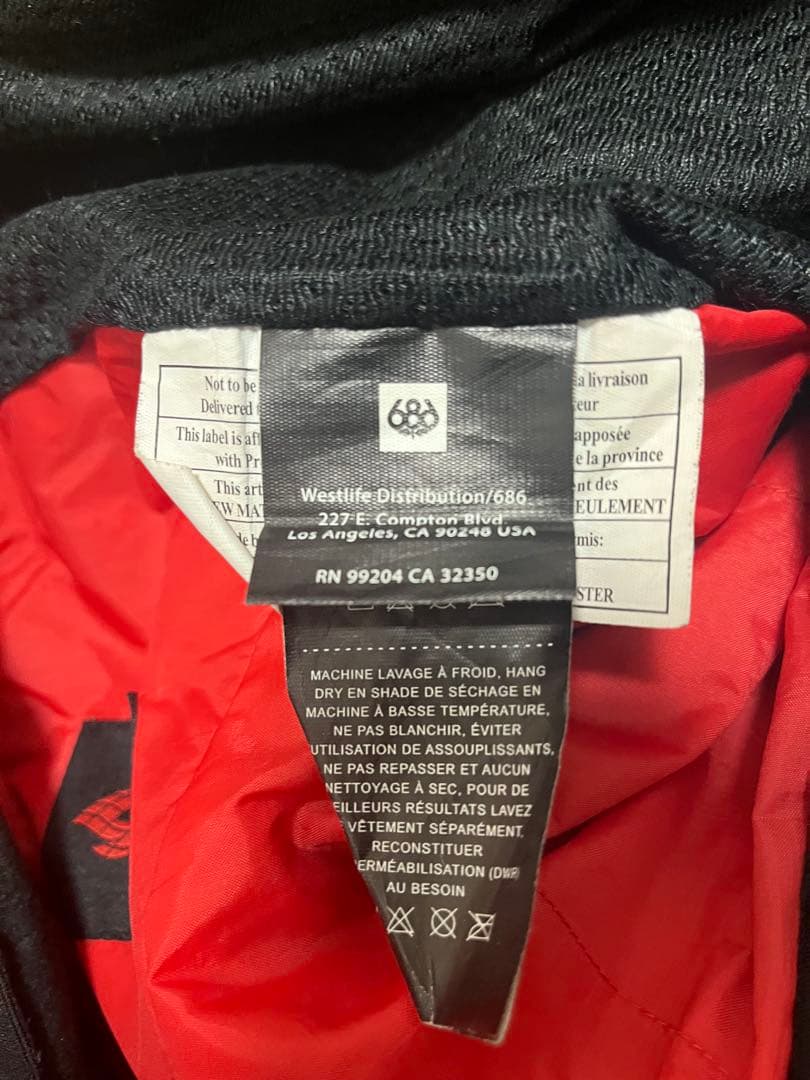 Not to be
Delivered
This label is af
with Pr
This art
EW MA
de b
686
Westlife Distribution/686
227 E. Compton Blvd
Los Angeles, CA 90248 USA
RN 99204 CA 32350
a livraison
eur
apposée
e la province
nt des
EULEMENT
mis:
STER
MACHINE LAVAGE À FROID, HANG
DRY EN SHADE DE SÉCHAGE EN
MACHINE À BASSE TEMPÉRATURE,
NE PAS BLANCHIR, ÉVITER
UTILISATION DE ASSOUPLISSANTS,
NE PAS REPASSER ET AUCUN
NETTOYAGE À SEC, POUR DE
EILLEURS RÉSULTATS LAVEZ
VÊTEMENT SÉPARÉMENT,
RECONSTITUER
ERMÉABILISATION (DWR)
AU BESOIN